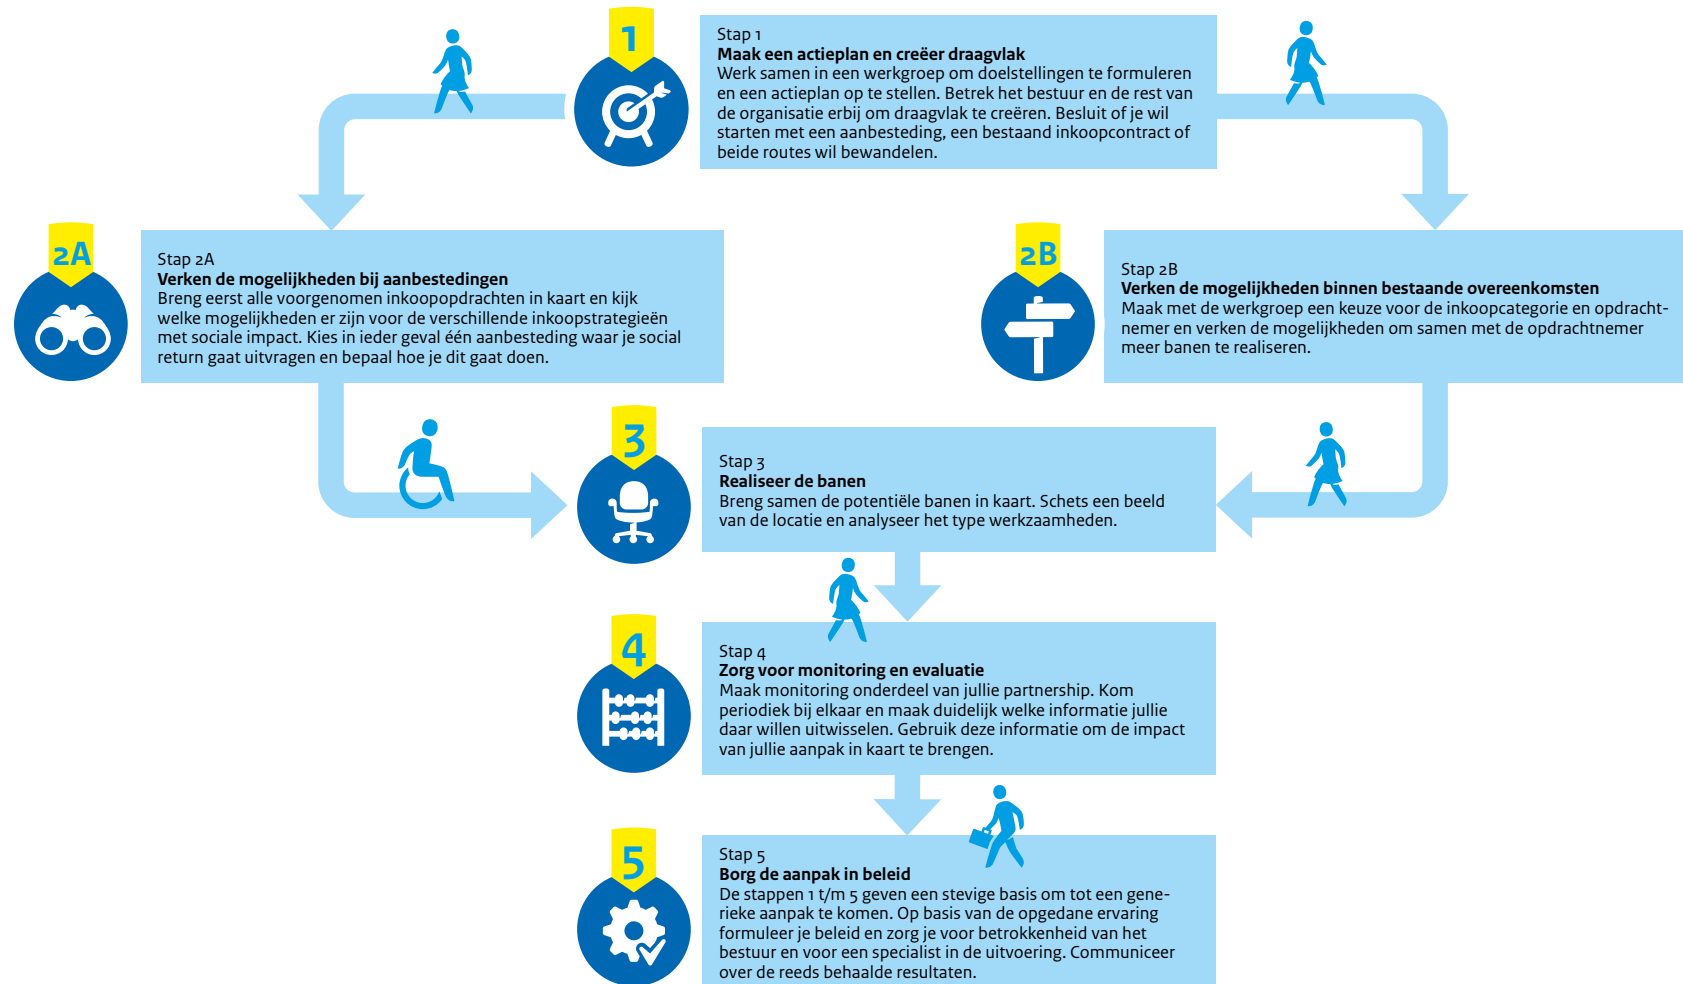 1
Stap 1
Maak een actieplan en creëer draagvlak
Werk samen in een werkgroep om doelstellingen te formuleren
en een actieplan op te stellen. Betrek het bestuur en de rest van
de organisatie erbij om draagvlak te creëren. Besluit of je wil
starten met een aanbesteding, een bestaand inkoopcontract of
beide routes wil bewandelen.
2A
Stap 2A
Verken de mogelijkheden bij aanbestedingen
Breng eerst alle voorgenomen inkoopopdrachten in kaart en kijk
welke mogelijkheden er zijn voor de verschillende inkoopstrategieën
met sociale impact. Kies in ieder geval één aanbesteding waar je social
return gaat uitvragen en bepaal hoe je dit gaat doen.
2B
Stap 2B
Verken de mogelijkheden binnen bestaande overeenkomsten
Maak met de werkgroep een keuze voor de inkoopcategorie en opdracht-
nemer en verken de mogelijkheden om samen met de opdrachtnemer
meer banen te realiseren.
3
Stap 3
Realiseer de banen
Breng samen de potentiële banen in kaart. Schets een beeld
van de locatie en analyseer het type werkzaamheden.
4
Stap 4
Zorg voor monitoring en evaluatie
Maak monitoring onderdeel van jullie partnership. Kom
periodiek bij elkaar en maak duidelijk welke informatie jullie
daar willen uitwisselen. Gebruik deze informatie om de impact
van jullie aanpak in kaart te brengen.
5
Stap 5
Borg de aanpak in beleid
De stappen 1 t/m 5 geven een stevige basis om tot een gene-
rieke aanpak te komen. Op basis van de opgedane ervaring
formuleer je beleid en zorg je voor betrokkenheid van het
bestuur en voor een specialist in de uitvoering. Communiceer
over de reeds behaalde resultaten.